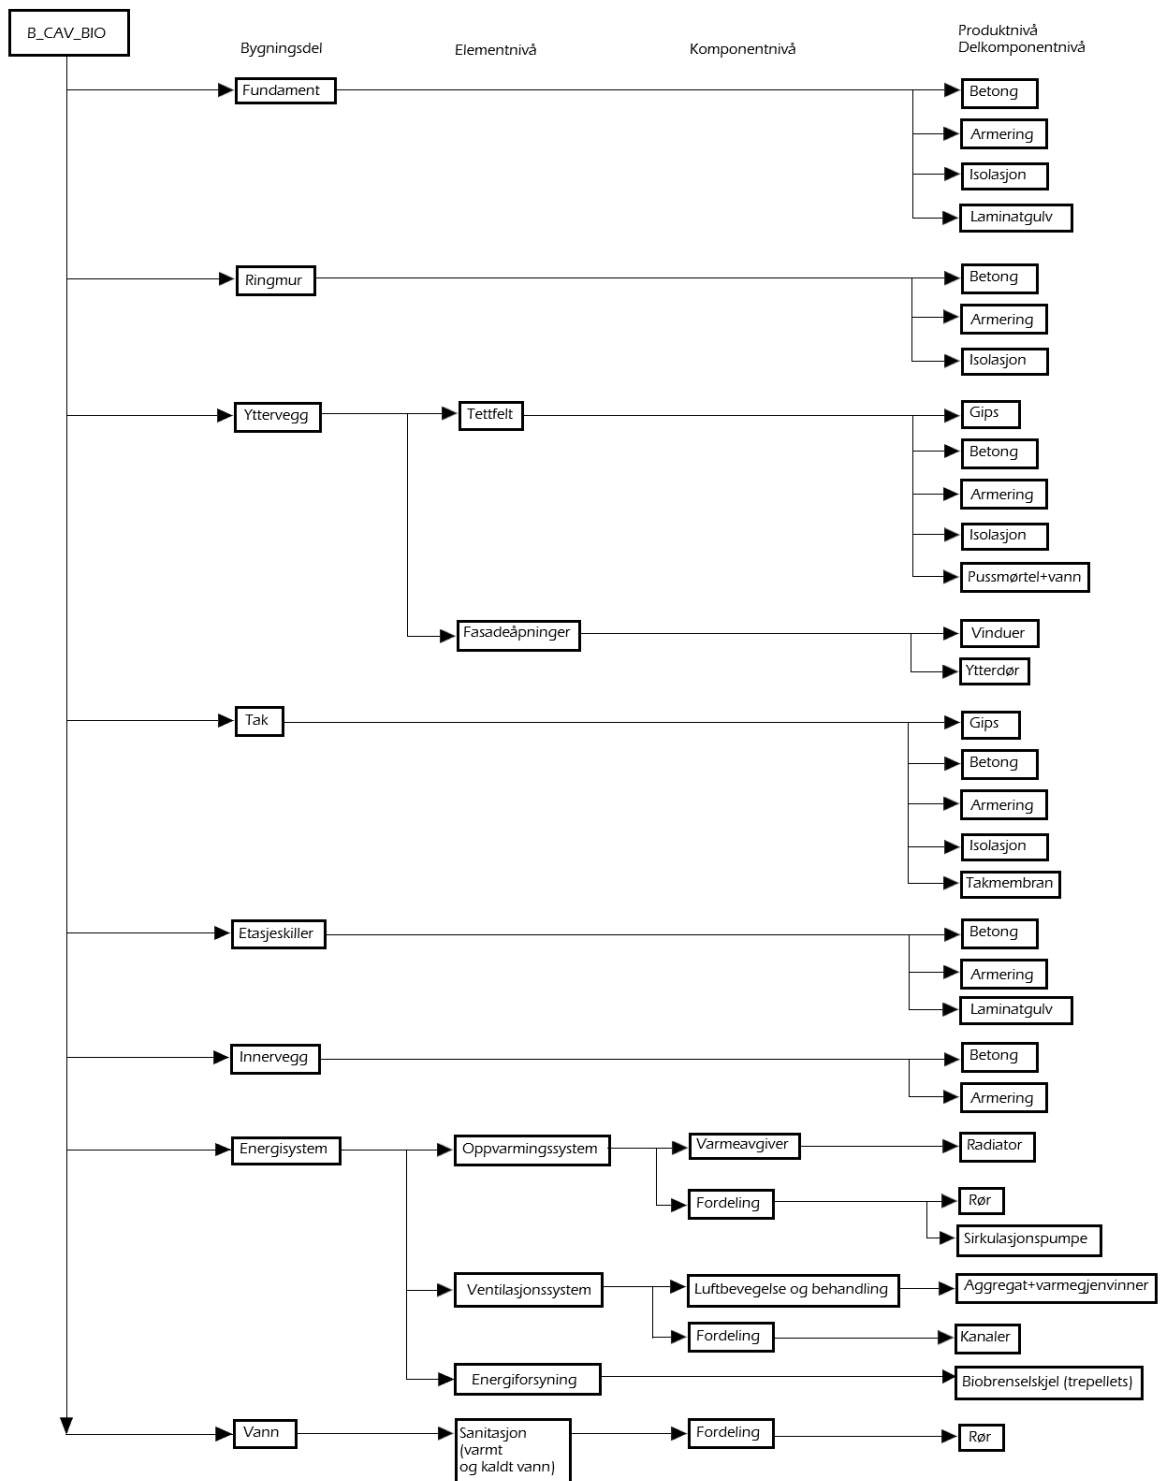 B_CAV_BIO
Bygningsdel
Elementnivå
Komponentnivå
Produktnivå
Delkomponentnivå
Fundament
Betong
Armering
Isolasjon
Laminatgulv
Ringmur
Betong
Armering
Isolasjon
Yttervegg
Tettfelt
Gips
Betong
Armering
Isolasjon
Pussmørtel+vann
Fasadeåpninger
Vinduer
Ytterdør
Tak
Gips
Betong
Armering
Isolasjon
Takmembran
Etasjeskiller
Betong
Armering
Laminatgulv
Innervegg
Betong
Armering
Energisystem
Oppvarmingssystem
Varmeavgiver
Radiator
Fordeling
Rør
Sirkulasjonspumpe
Ventilasjonssystem
Luftbevegelse og behandling
Aggregat+varmegjenvinner
Fordeling
Kanaler
Energiforsyning
Biobrenselskjel (trepellets)
Vann
Sanitasjon
(varmt
og kaldt vann)
Fordeling
Rør